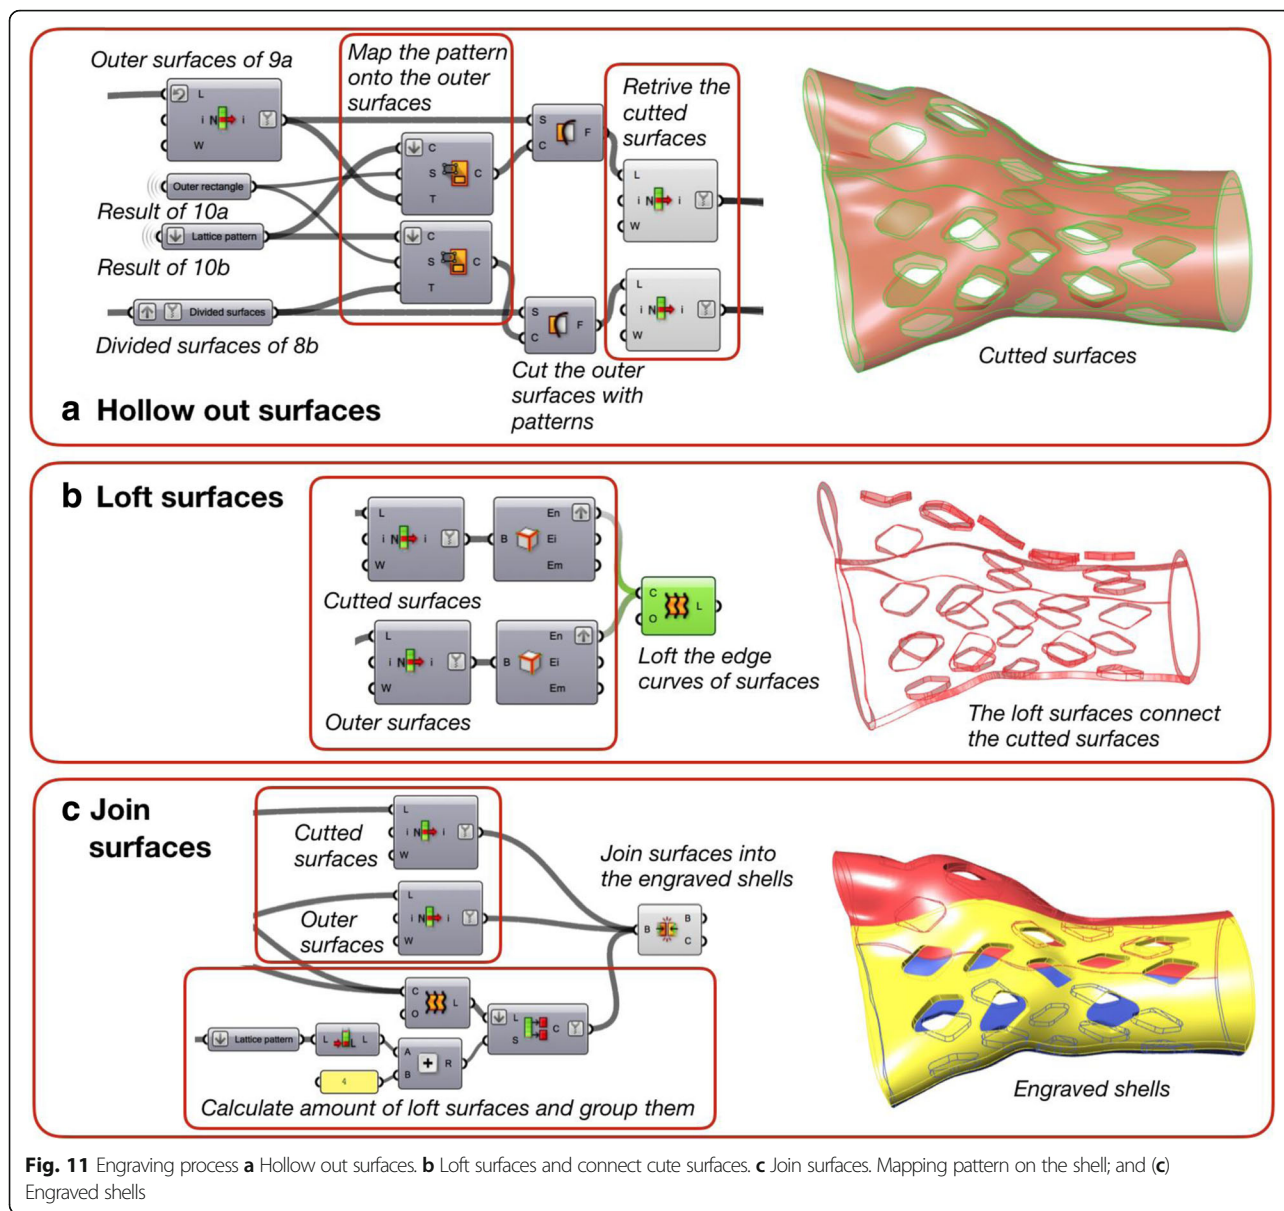 Outer surfaces of 9a
Map the pattern
onto the outer
surfaces
Retrive the
cutted
surfaces
L
i N i
W
Outer rectangle
Result of 10a
Lattice pattern
Result of 10b
Divided surfaces
Divided surfaces of 8b
C
S C
T
C
S C
T
S
C F
S
C F
L
i N i
W
L
i N i
W
Cut the outer
surfaces with
patterns
Cutted surfaces
a Hollow out surfaces
b Loft surfaces
L
i N i
W
B
En
Ei
Em
Cutted surfaces
L
i N i
W
B
En
Ei
Em
Outer surfaces
C
O L
Loft the edge
curves of surfaces
The loft surfaces connect
the cutted surfaces
c Join
surfaces
Cutted
surfaces
L
i N i
W
Outer
surfaces
L
i N i
W
Join surfaces into
the engraved shells
B
B
C
C
O L
Lattice pattern
L L L
4
A
B R
L
S C
Calculate amount of loft surfaces and group them
Engraved shells
Fig. 11 Engraving process a Hollow out surfaces. b Loft surfaces and connect cute surfaces. c Join surfaces. Mapping pattern on the shell; and (c)
Engraved shells